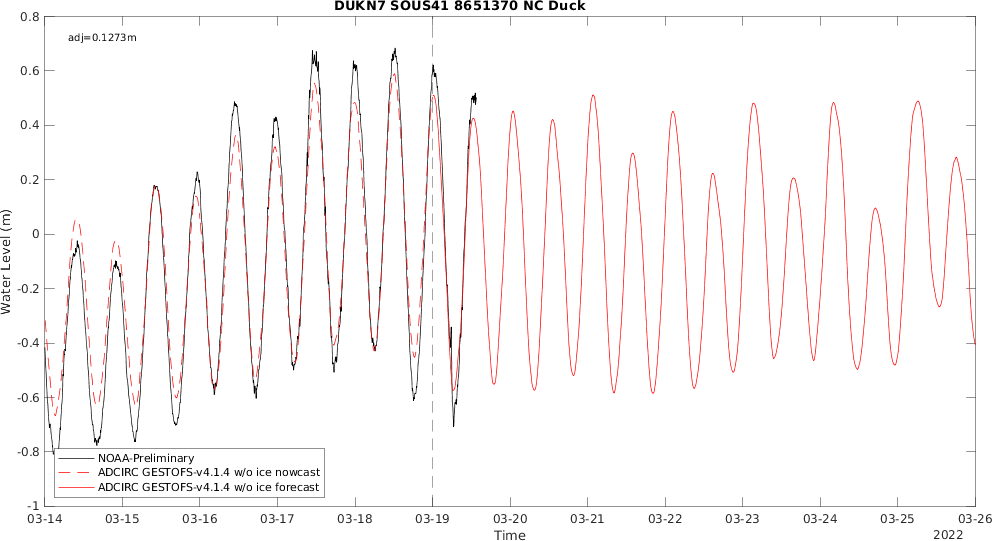 DUKN7 SOUS41 8651370 NC Duck
adj=0.1273m
0.8
0.6
0.4
0.2
0
-0.2
-0.4
-0.6
-0.8
-1
Water Level (m)
NOAA-Preliminary
ADCIRC GESTOFS-v4.1.4 w/o ice nowcast
ADCIRC GESTOFS-v4.1.4 w/o ice forecast
03-14 03-15 03-16 03-17 03-18 03-19 03-20 03-21 03-22 03-23 03-24 03-25 03-26
Time
2022